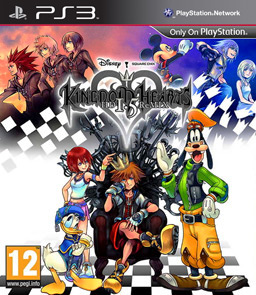 PS3
PlayStation.Network
Only On PlayStation.
Disney
SQUARE ENIX
KINGDOM HEARTS
HD 1.5 ReMIX
12
www.pegi.info